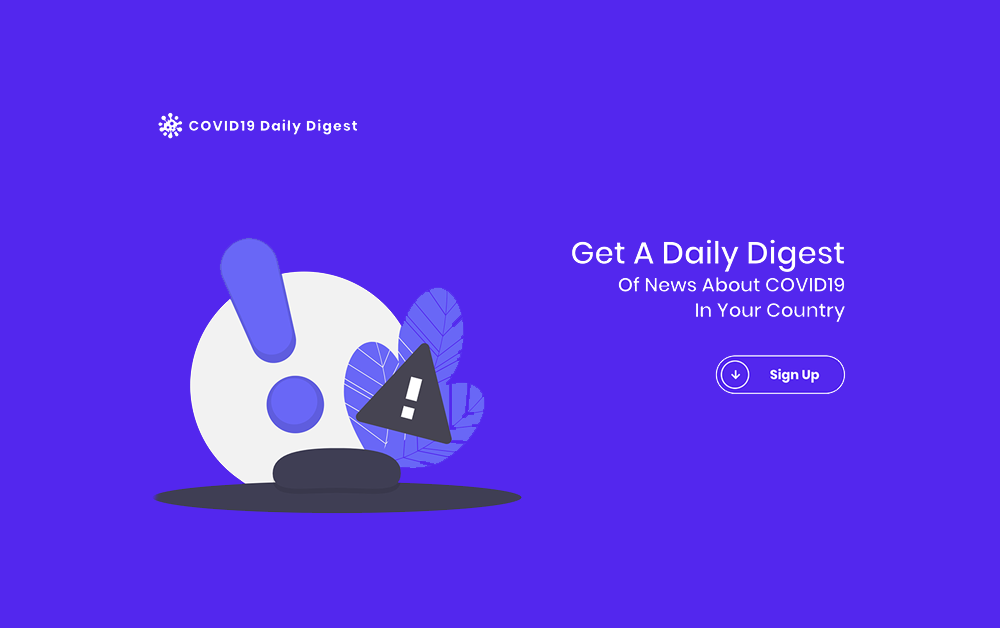 COVID19 Daily Digest
Get A Daily Digest
Of News About COVID19
In Your Country
Sign Up